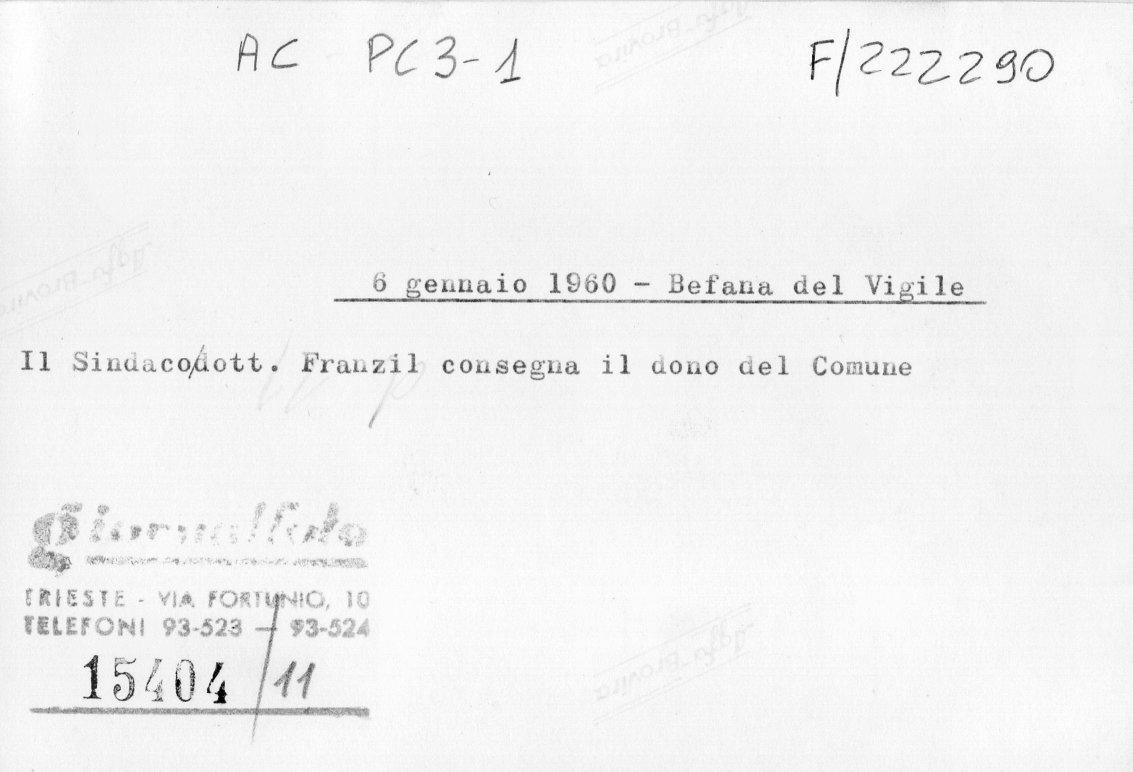 AC PC3-1 F/222290
6 gennaio 1960 - Befana del Vigile
Il Sindaco/dott. Franzil consegna il dono del Comune
giornalfoto
TRIESTE - VIA FORTUNIO, 10
TELEFONI 93-523 — 93-524
15404/11